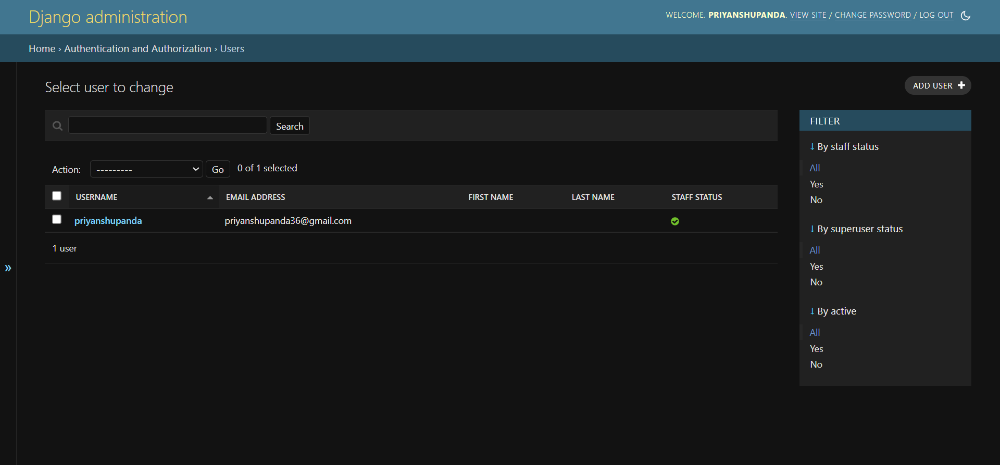 Django administration
WELCOME, PRIYANSHUPANDA. VIEW SITE / CHANGE PASSWORD / LOG OUT
Home › Authentication and Authorization › Users
Select user to change
ADD USER
Search
Action: --------- Go 0 of 1 selected
USERNAME EMAIL ADDRESS FIRST NAME LAST NAME STAFF STATUS
priyanshupanda priyanshupanda36@gmail.com
1 user
»
FILTER
↓ By staff status
All
Yes
No
↓ By superuser status
All
Yes
No
↓ By active
All
Yes
No